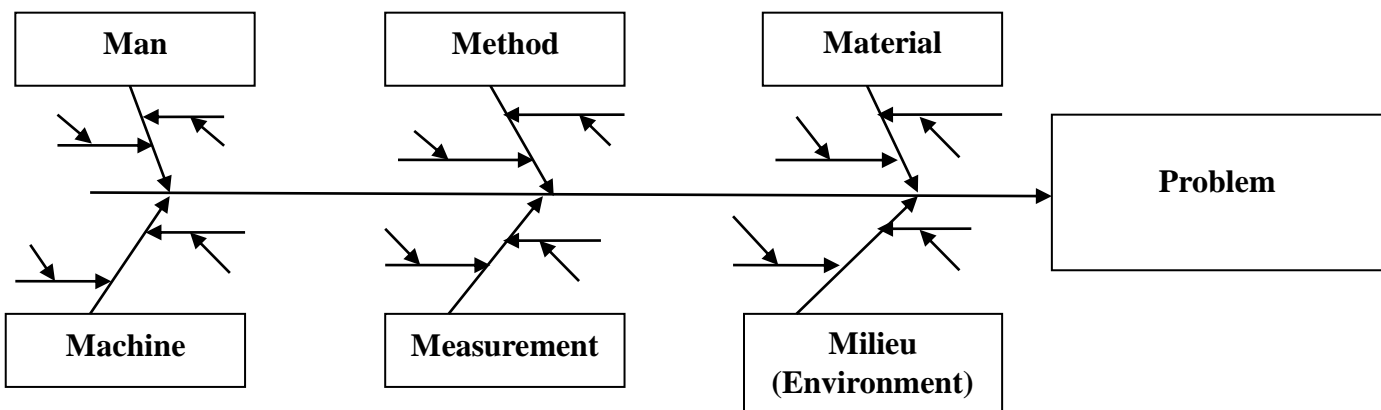 Man
Method
Material
Problem
Machine
Measurement
Milieu
(Environment)